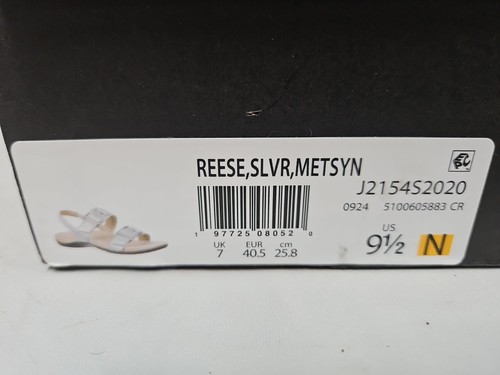 REESE,SLVR,METSYN
J2154S2020
0924 5100605883 CR
1 97725 08052 0
UK EUR cm
7 40.5 25.8
US
9½ N